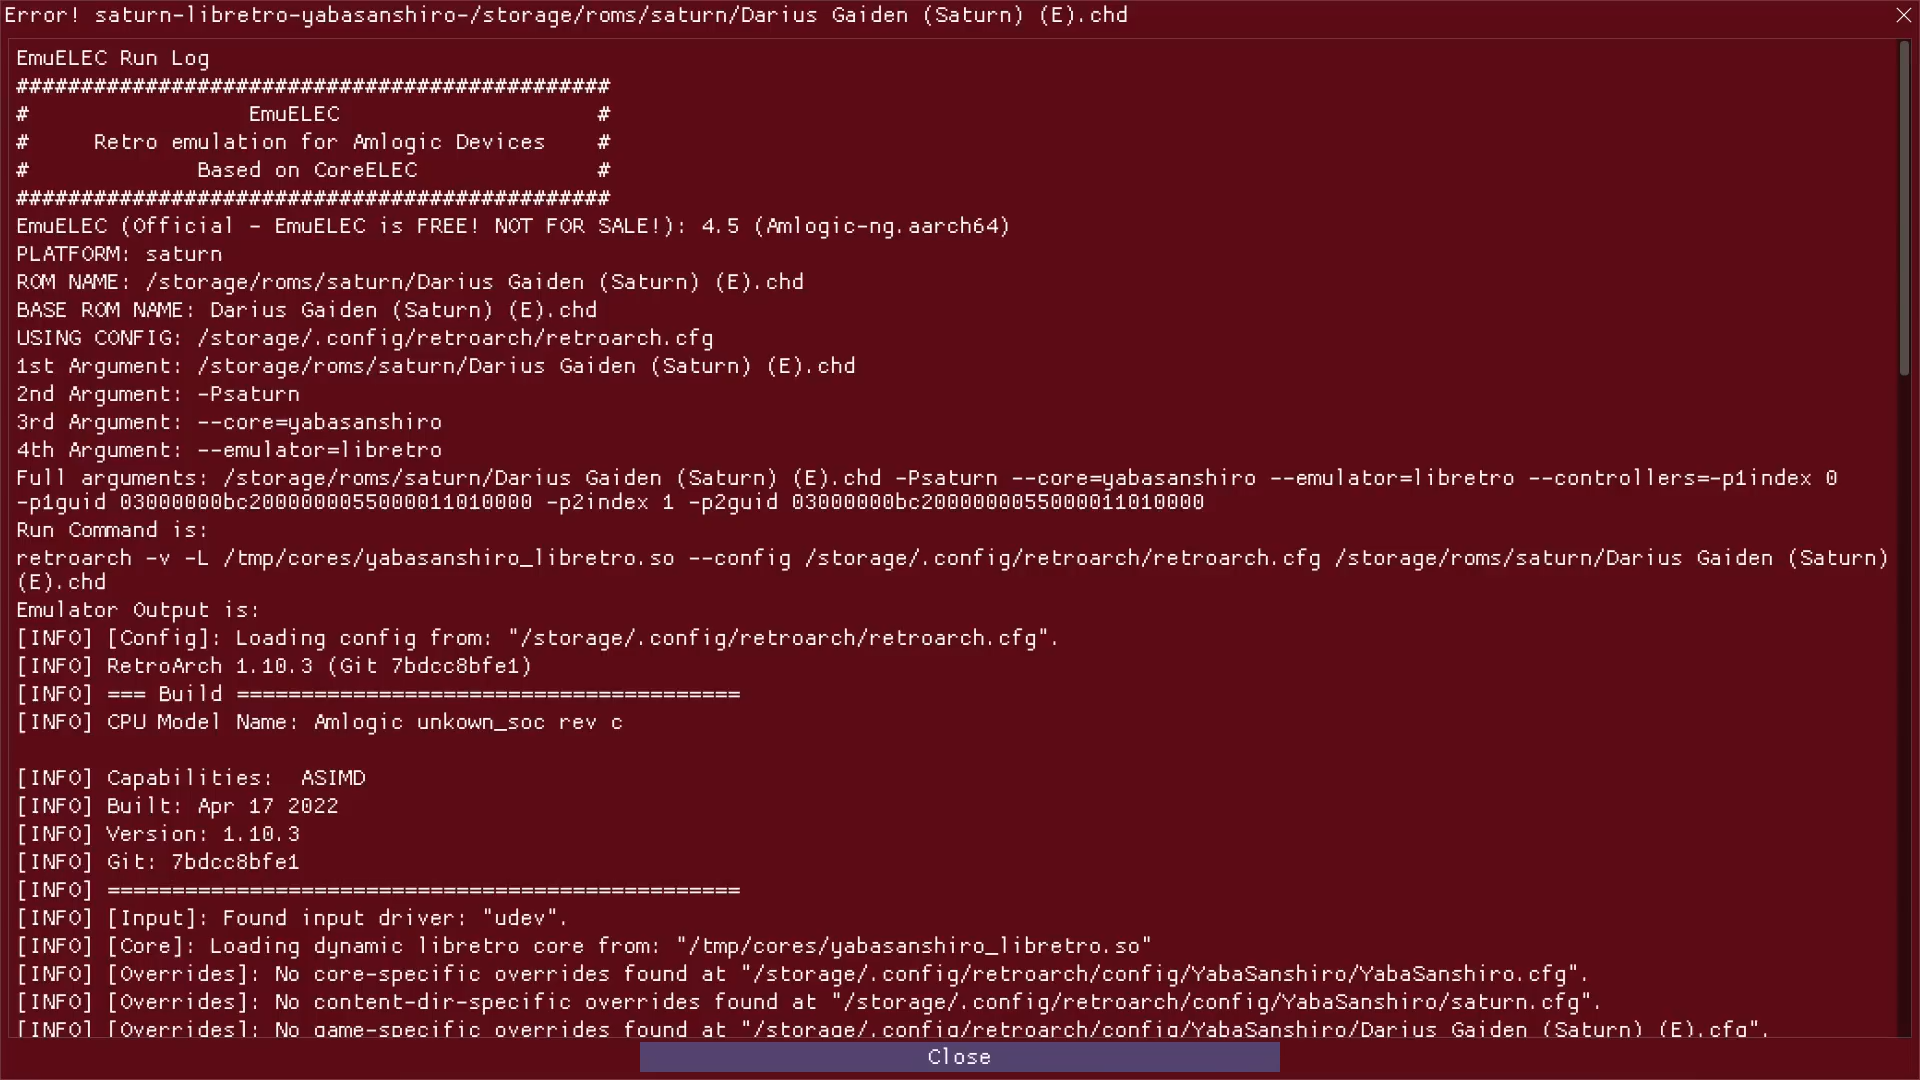 Error! saturn-libretro-yabasanshiro-/storage/roms/saturn/Darius Gaiden (Saturn) (E).chd
EmuELEC Run Log
##############################################
# EmuELEC #
# Retro emulation for Amlogic Devices #
# Based on CoreELEC #
##############################################
EmuELEC (Official - EmuELEC is FREE! NOT FOR SALE!): 4.5 (Amlogic-ng.aarch64)
PLATFORM: saturn
ROM NAME: /storage/roms/saturn/Darius Gaiden (Saturn) (E).chd
BASE ROM NAME: Darius Gaiden (Saturn) (E).chd
USING CONFIG: /storage/.config/retroarch/retroarch.cfg
1st Argument: /storage/roms/saturn/Darius Gaiden (Saturn) (E).chd
2nd Argument: -Psaturn
3rd Argument: --core=yabasanshiro
4th Argument: --emulator=libretro
Full arguments: /storage/roms/saturn/Darius Gaiden (Saturn) (E).chd -Psaturn --core=yabasanshiro --emulator=libretro --controllers=-p1index 0
-p1guid 03000000bc2000000055000011010000 -p2index 1 -p2guid 03000000bc2000000055000011010000
Run Command is:
retroarch -v -L /tmp/cores/yabasanshiro_libretro.so --config /storage/.config/retroarch/retroarch.cfg /storage/roms/saturn/Darius Gaiden (Saturn)
(E).chd
Emulator Output is:
[INFO] [Config]: Loading config from: "/storage/.config/retroarch/retroarch.cfg".
[INFO] RetroArch 1.10.3 (Git 7bdcc8bfe1)
[INFO] === Build =======================================
[INFO] CPU Model Name: Amlogic unkown_soc rev c
[INFO] Capabilities:  ASIMD
[INFO] Built: Apr 17 2022
[INFO] Version: 1.10.3
[INFO] Git: 7bdcc8bfe1
[INFO] =================================================
[INFO] [Input]: Found input driver: "udev".
[INFO] [Core]: Loading dynamic libretro core from: "/tmp/cores/yabasanshiro_libretro.so"
[INFO] [Overrides]: No core-specific overrides found at "/storage/.config/retroarch/config/YabaSanshiro/YabaSanshiro.cfg".
[INFO] [Overrides]: No content-dir-specific overrides found at "/storage/.config/retroarch/config/YabaSanshiro/saturn.cfg".
[INFO] [Overrides]: No game-specific overrides found at "/storage/.config/retroarch/config/YabaSanshiro/Darius Gaiden (Saturn) (E).cfg".
Close